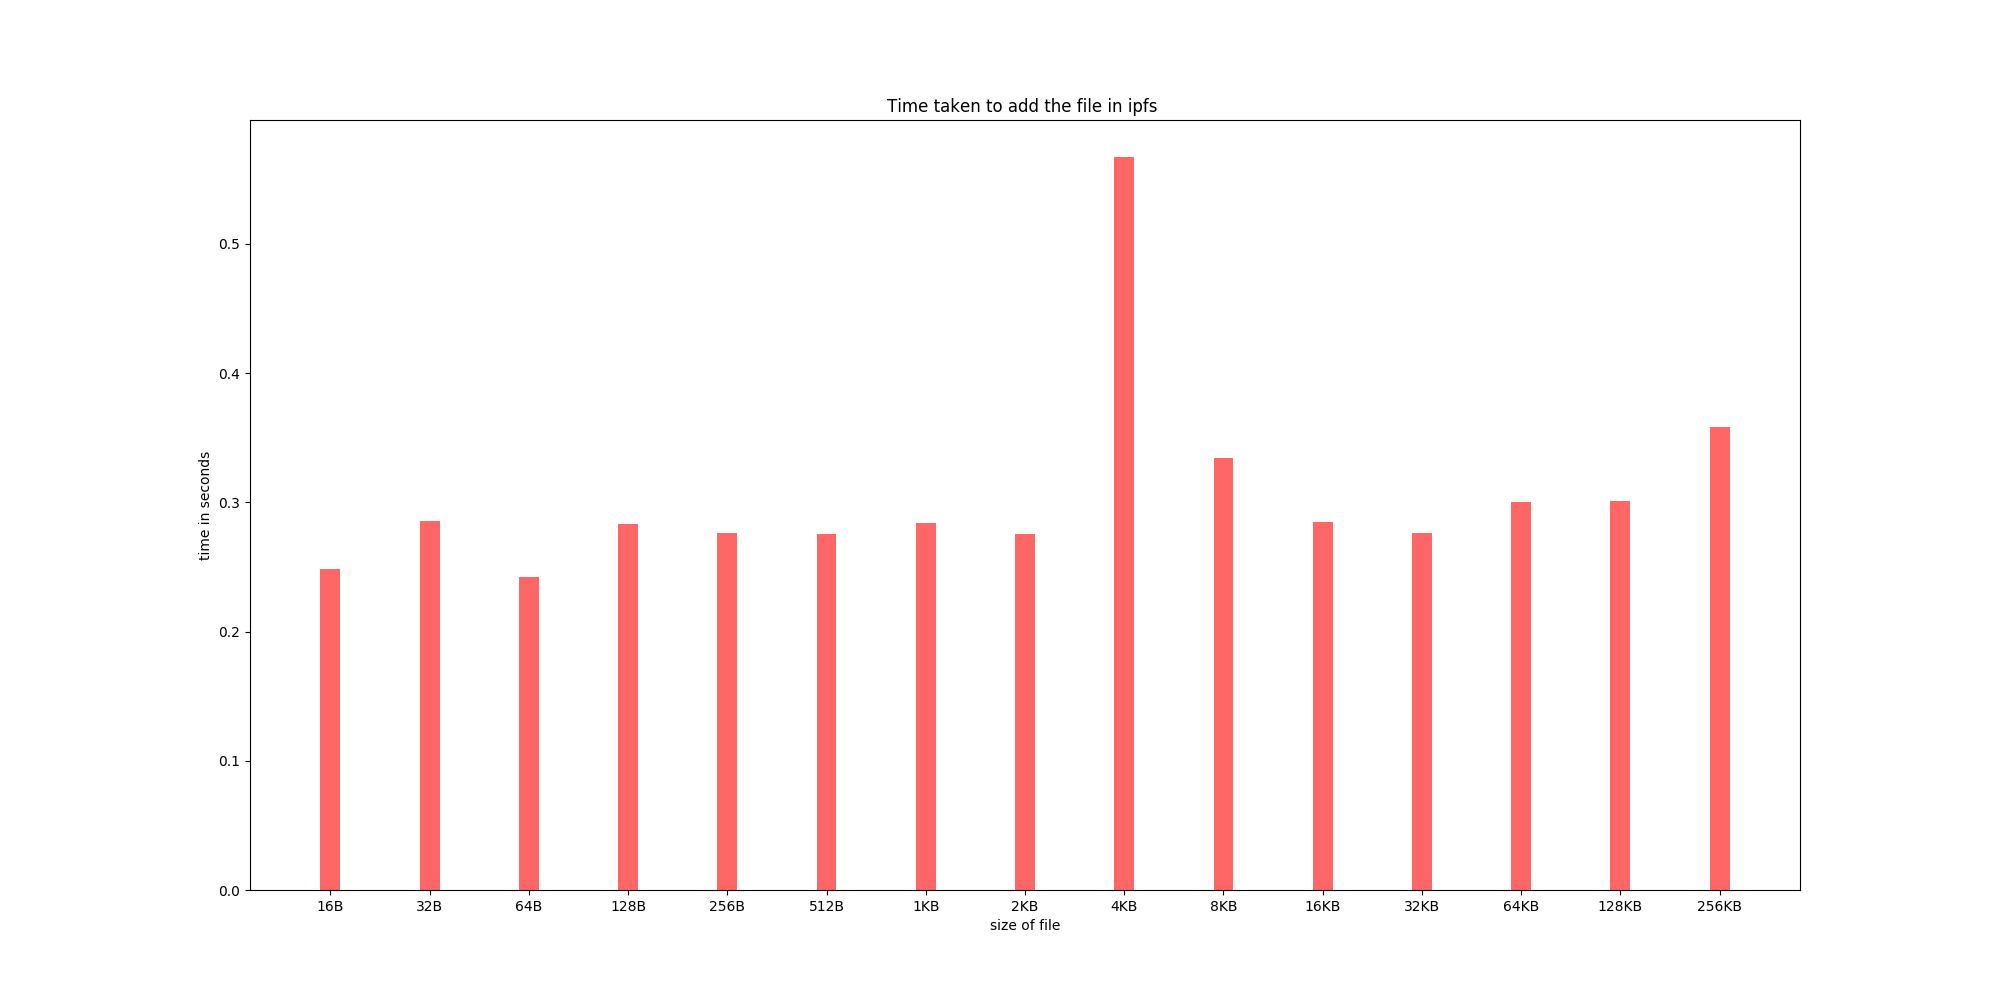 Time taken to add the file in ipfs
time in seconds
0.5
0.4
0.3
0.2
0.1
0.0
16B 32B 64B 128B 256B 512B 1KB 2KB 4KB 8KB 16KB 32KB 64KB 128KB 256KB
size of file